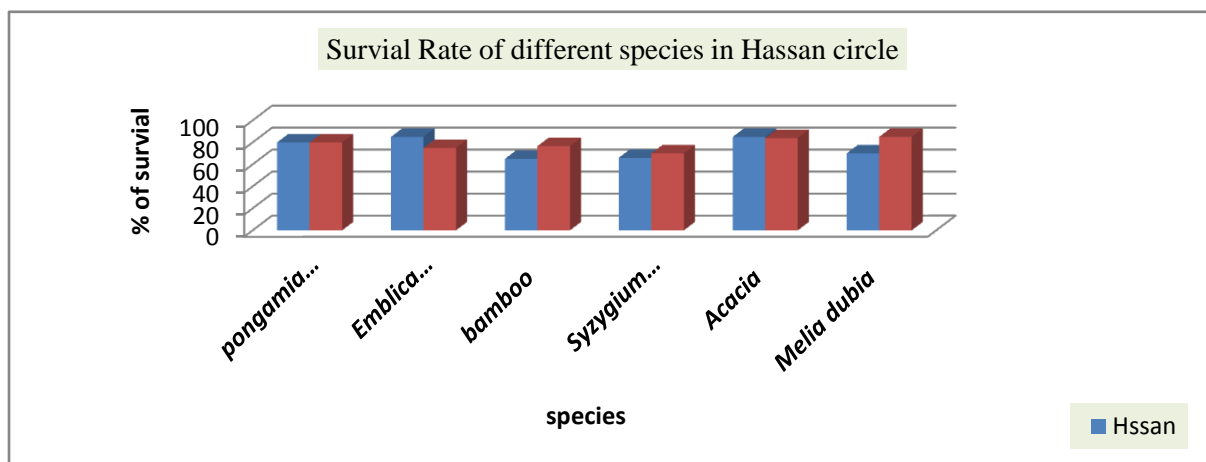 Survial Rate of different species in Hassan circle
% of survial
100
80
60
40
20
0
pongamia...
Emblica...
bamboo
Syzygium...
Acacia
Melia dubia
species
Hssan